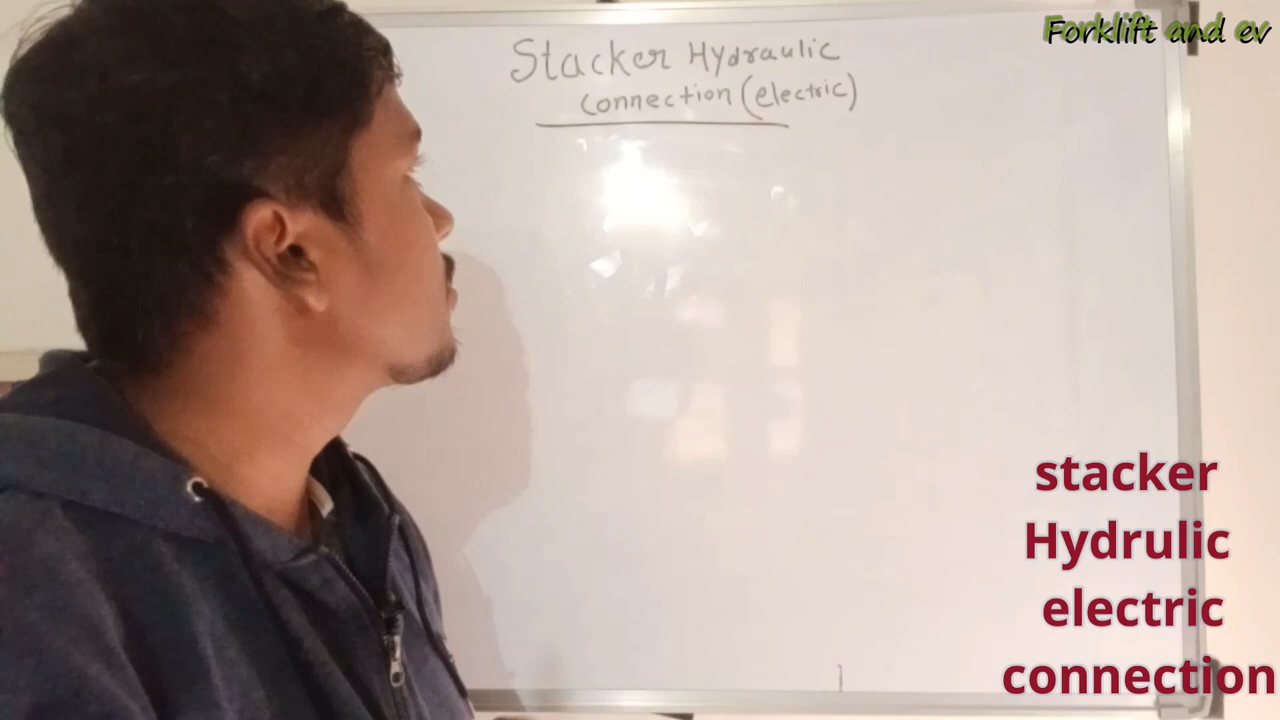 Forklift and ev
Stacker Hydraulic
connection (electric)
stacker
Hydrulic
electric
connection